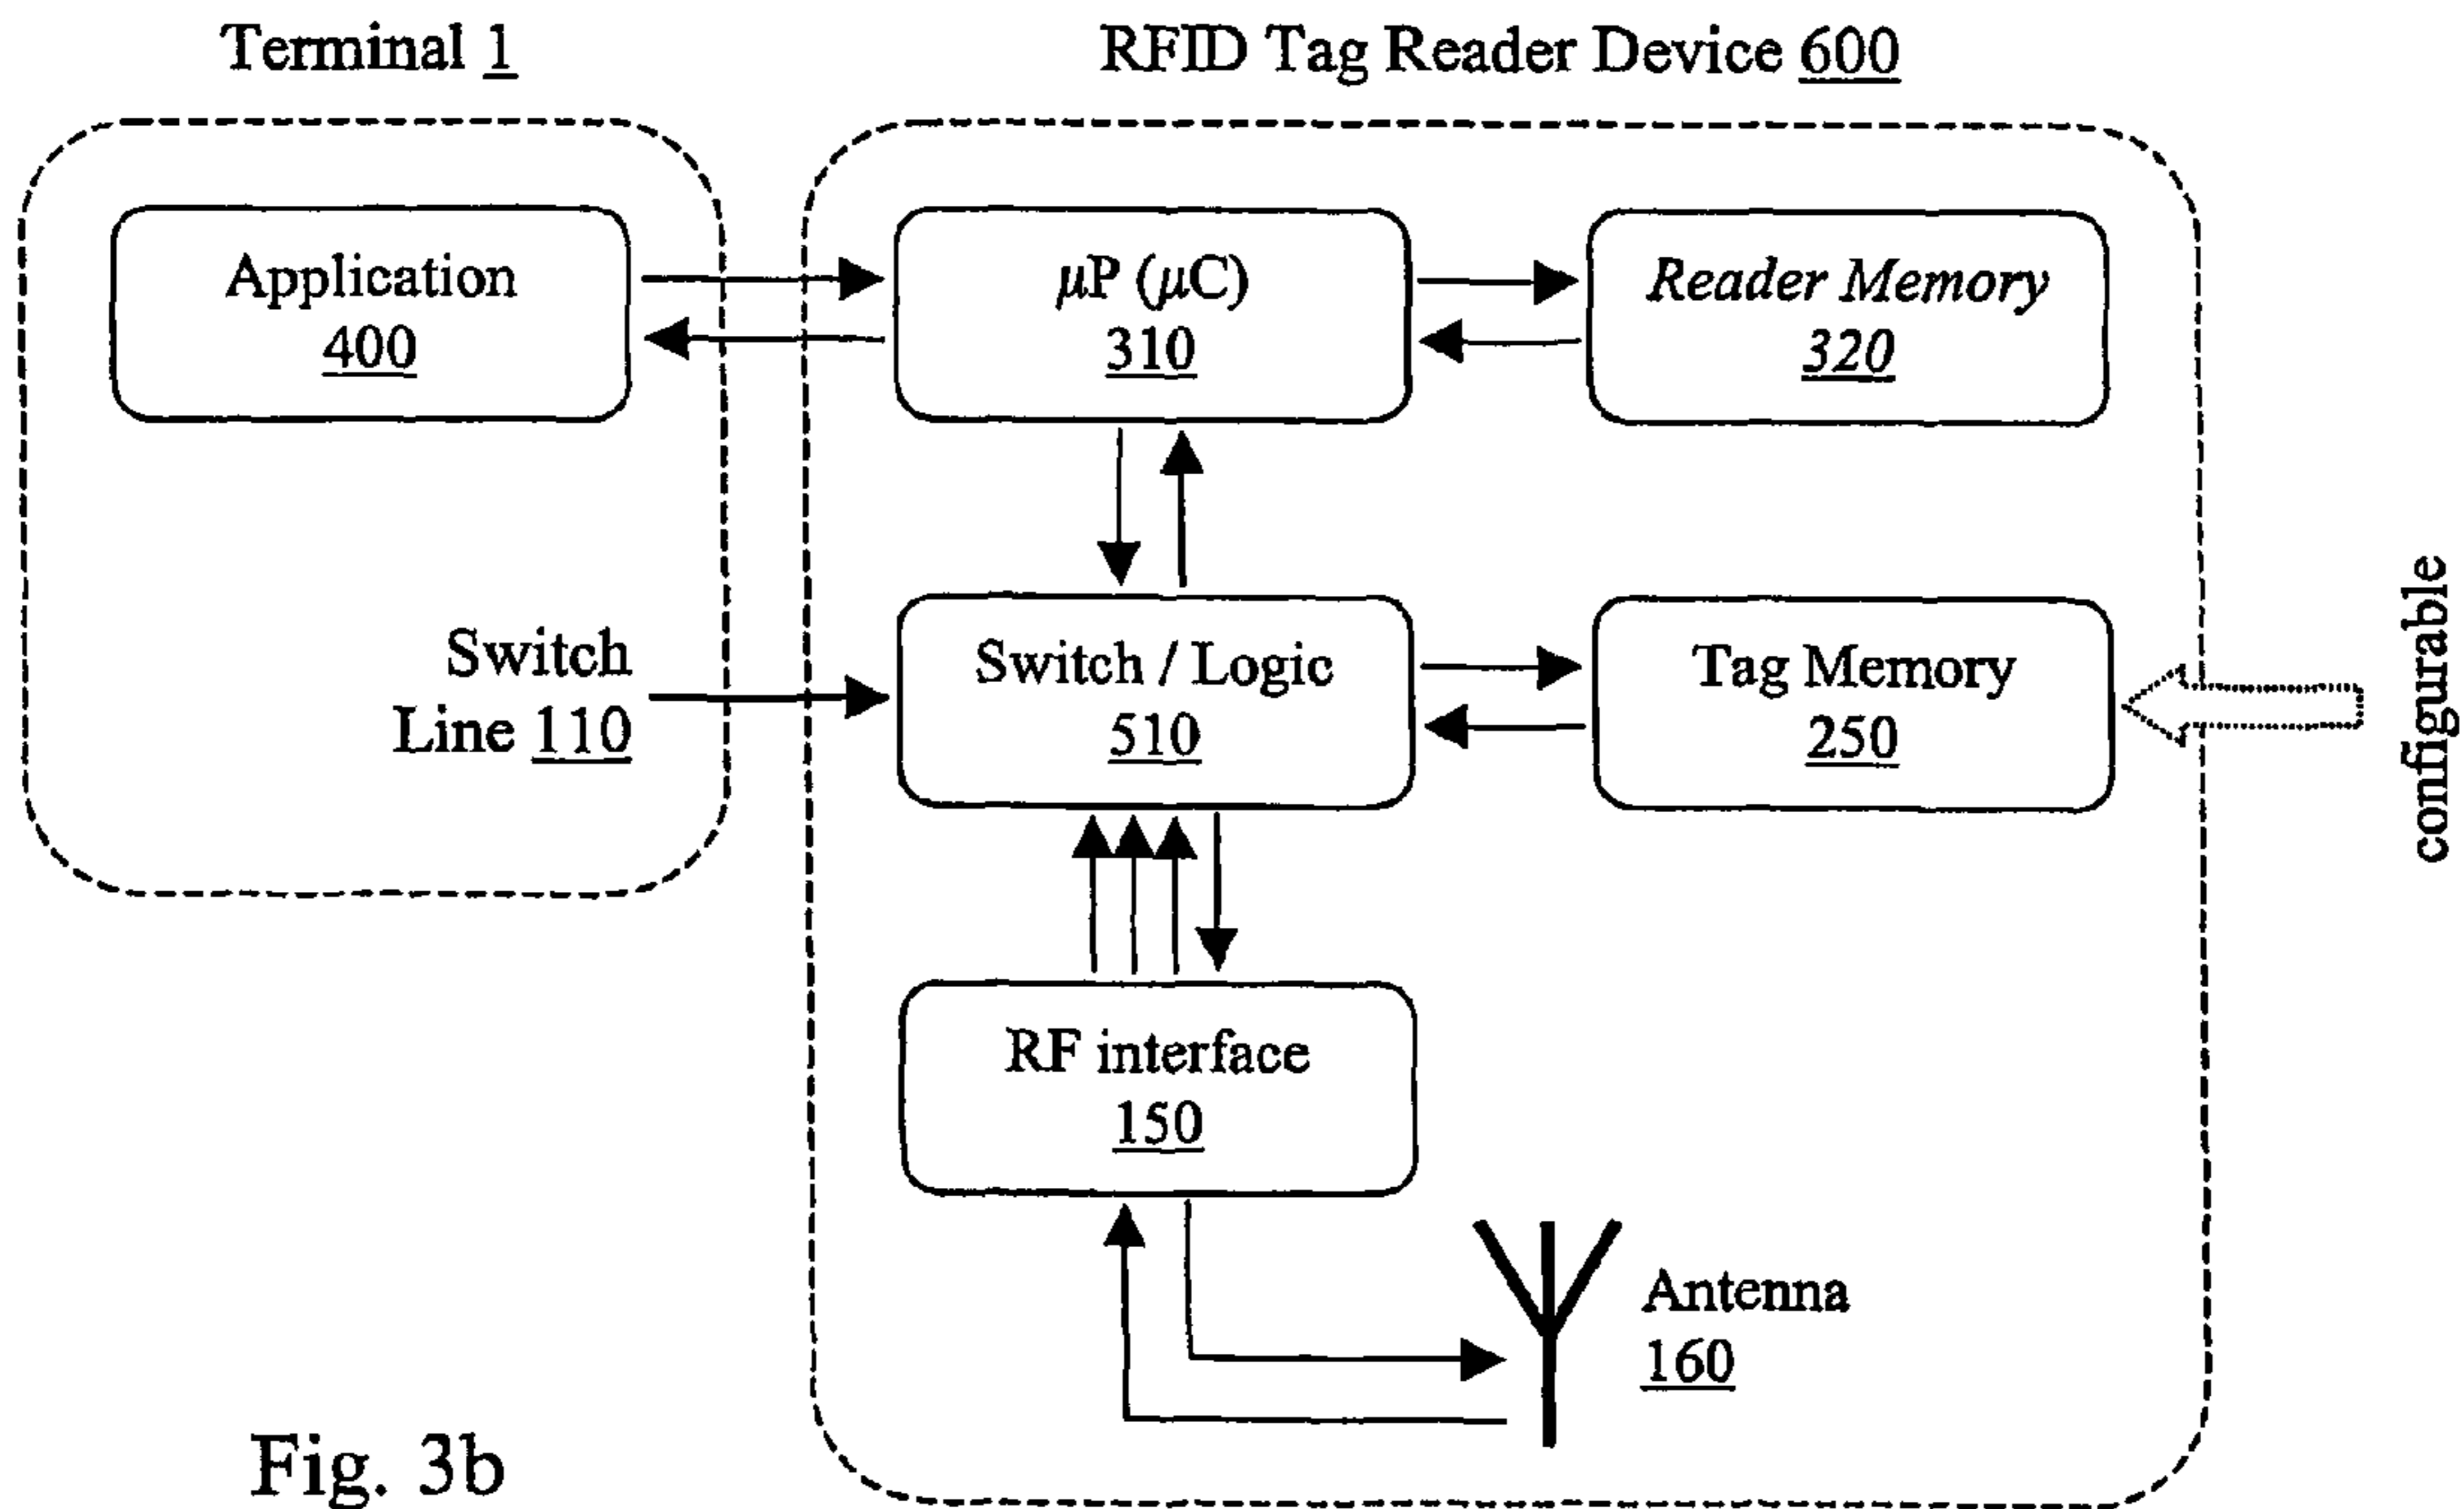 Terminal 1
RFID Tag Reader Device 600
Application
400
µP (µC)
310
Reader Memory
320
Switch
Line 110
Switch / Logic
510
Tag Memory
250
configurable
RF interface
150
Antenna
160
Fig. 3b